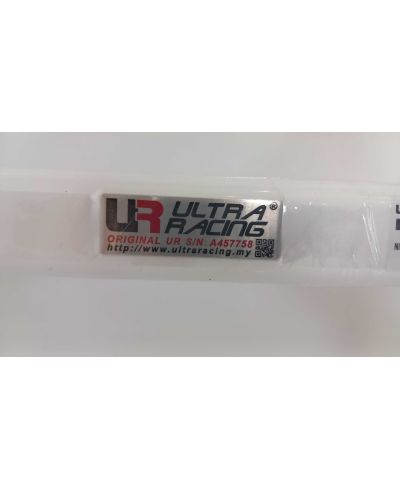 UR ULTRA
RACING®
ORIGINAL UR S/N: A457758
http://www.ultraracing.my